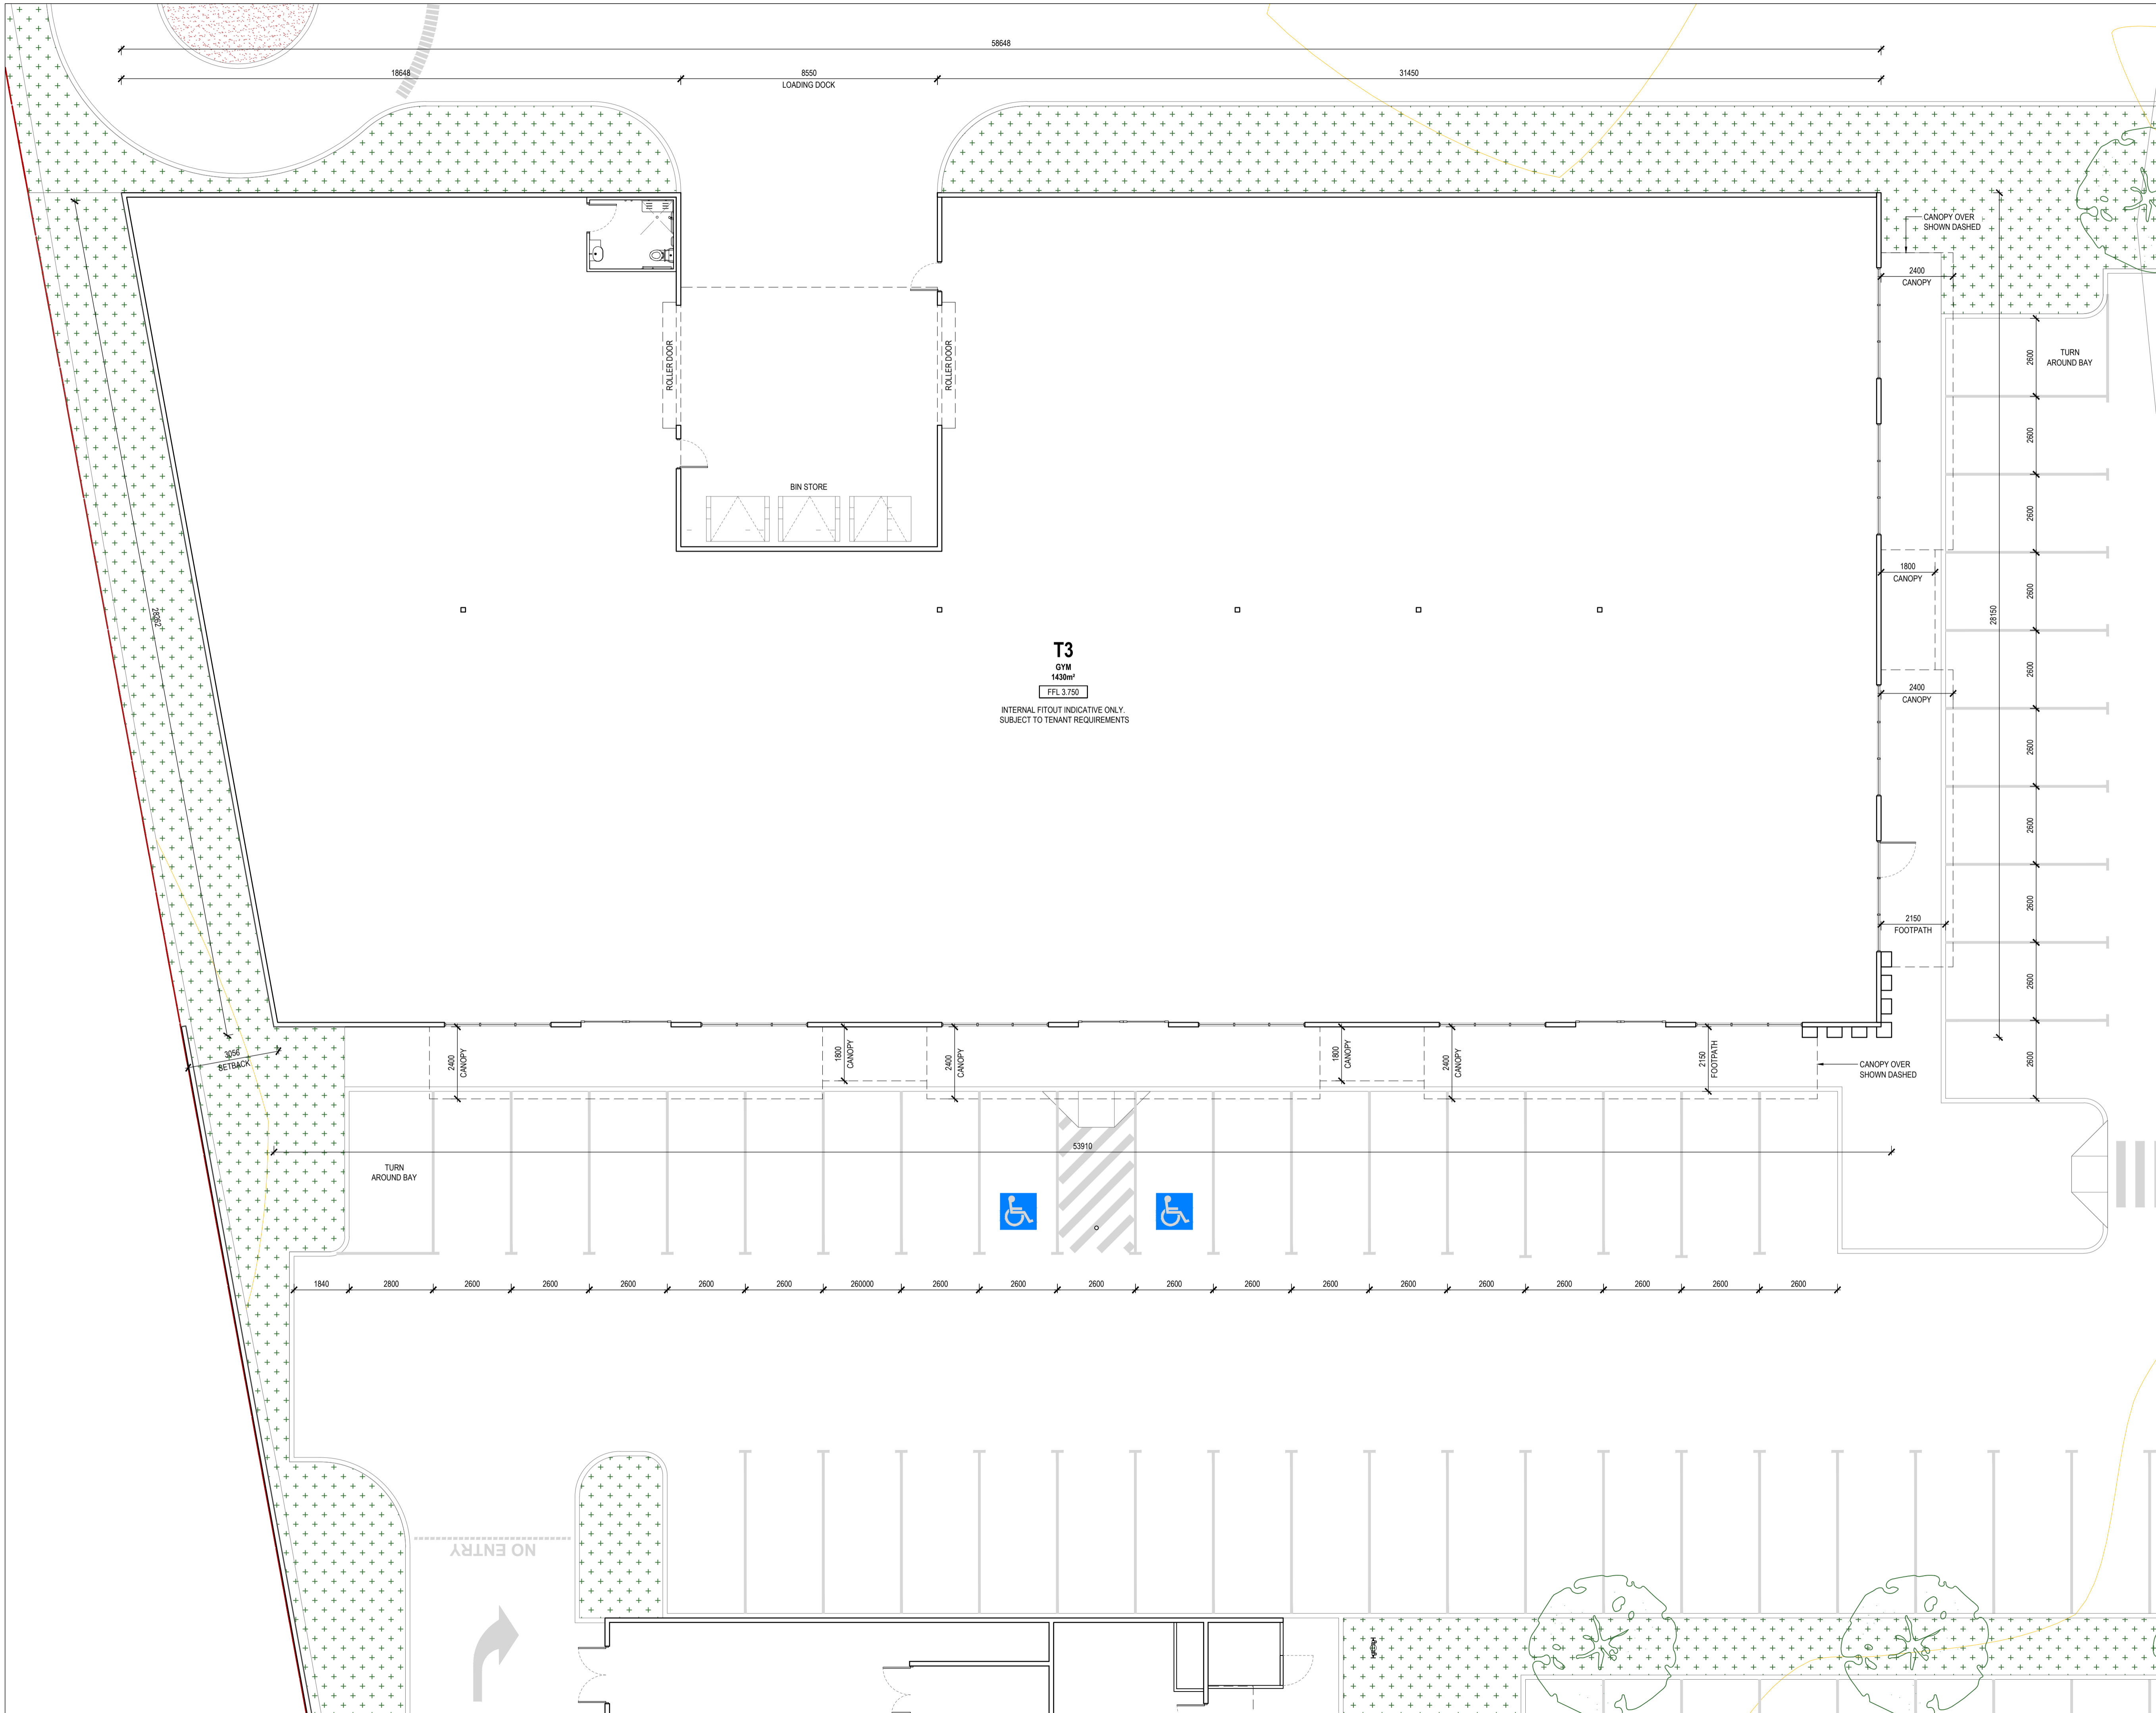 58648
18648
8550
31450
LOADING DOCK
CANOPY OVER
SHOWN DASHED
2400
CANOPY
ROLLER DOOR
ROLLER DOOR
2600
TURN
AROUND BAY
2600
BIN STORE
2600
1800
CANOPY
2600
28150
28262
T3
GYM
1430m²
FFL 3.750
INTERNAL FITOUT INDICATIVE ONLY.
SUBJECT TO TENANT REQUIREMENTS
2600
2400
CANOPY
2600
2600
2600
2150
FOOTPATH
2600
3056
SETBACK
2400
CANOPY
1800
CANOPY
2400
CANOPY
1800
CANOPY
2400
CANOPY
2150
FOOTPATH
CANOPY OVER
SHOWN DASHED
2600
53910
TURN
AROUND BAY
1840
2800
2600
2600
2600
2600
2600
260000
2600
2600
2600
2600
2600
2600
2600
2600
2600
2600
2600
2600
NO ENTRY